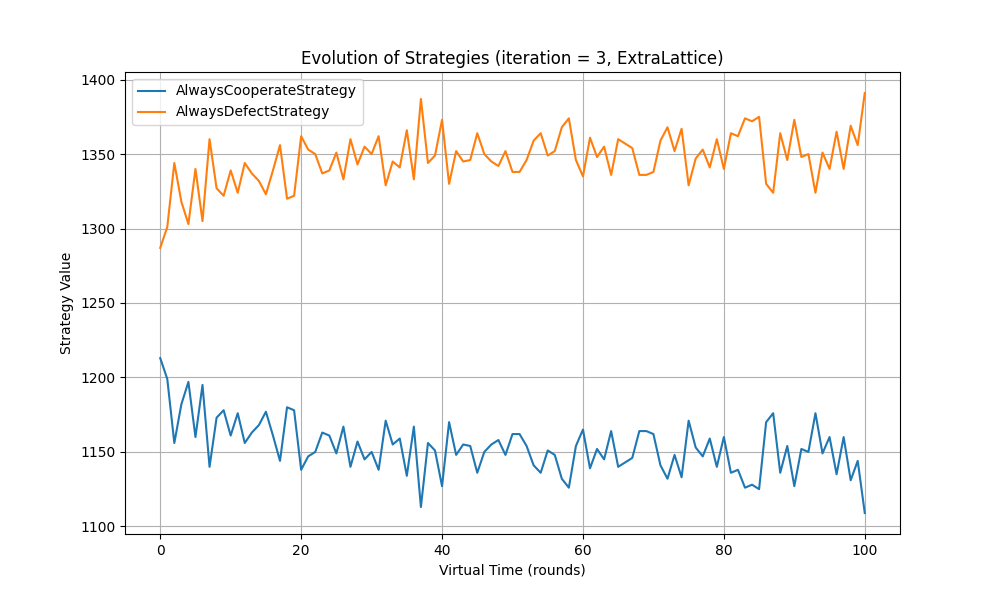 Evolution of Strategies (iteration = 3, ExtraLattice)
AlwaysCooperateStrategy
AlwaysDefectStrategy
Strategy Value
1400
1350
1300
1250
1200
1150
1100
0 20 40 60 80 100
Virtual Time (rounds)